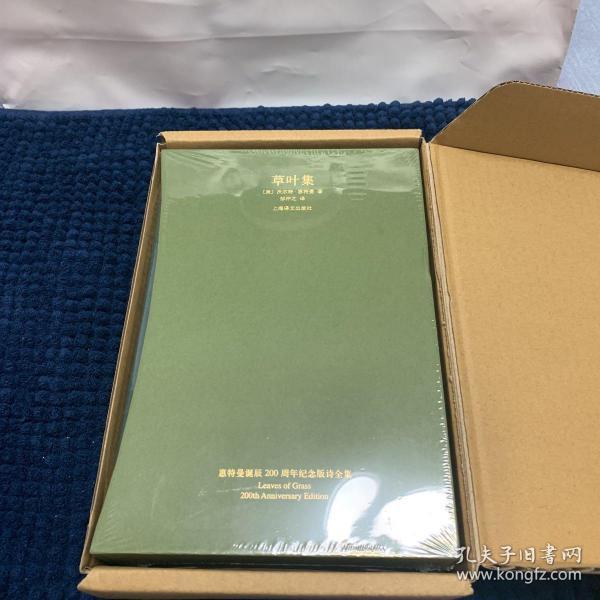 草叶集
〔美〕沃尔特·惠特曼 著
邹仲之 译
上海译文出版社
惠特曼诞辰 200 周年纪念版诗全集
Leaves of Grass
200th Anniversary Edition
孔夫子旧书网
www.kongfz.com